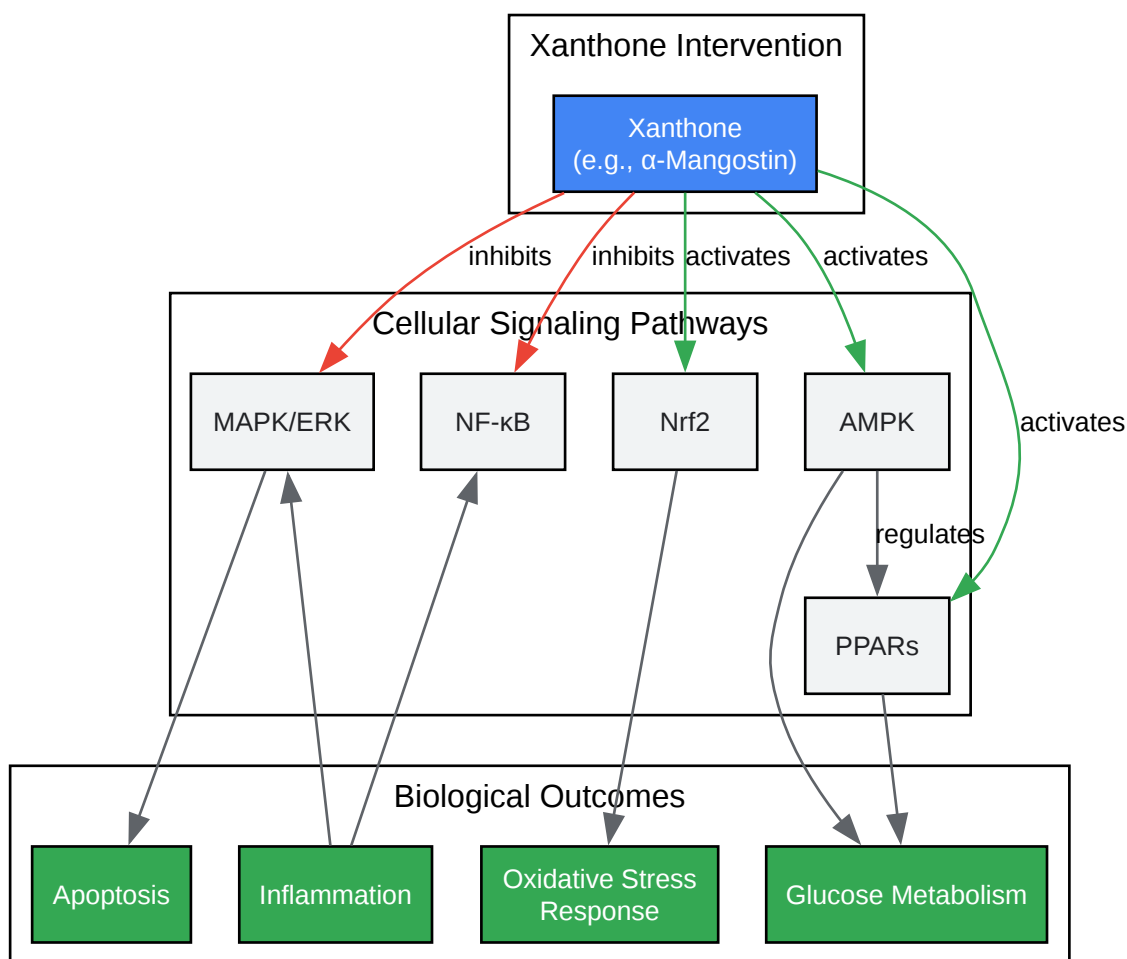 Xanthone Intervention
Xanthone
(e.g., α-Mangostin)
inhibits
inhibits
activates
activates
Cellular Signaling Pathways
MAPK/ERK
NF-κB
Nrf2
AMPK
activates
regulates
PPARs
Biological Outcomes
Apoptosis
Inflammation
Oxidative Stress
Response
Glucose Metabolism